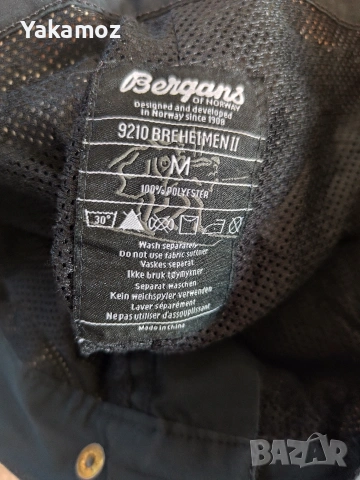 Yakamoz
Bergans
OF NORWAY
Designed and developed
in Norway since 1908
9210 BREHEIMEN II
M
100% POLYESTER
30°
Wash separately
Do not use fabric softner
Vaskes separat
Ikke bruk tøymykner
Separat waschen
Kein weichspyler verwenden
Laver séparément
Ne pas utiliser d'assouplissant
Made in China
BAZAR